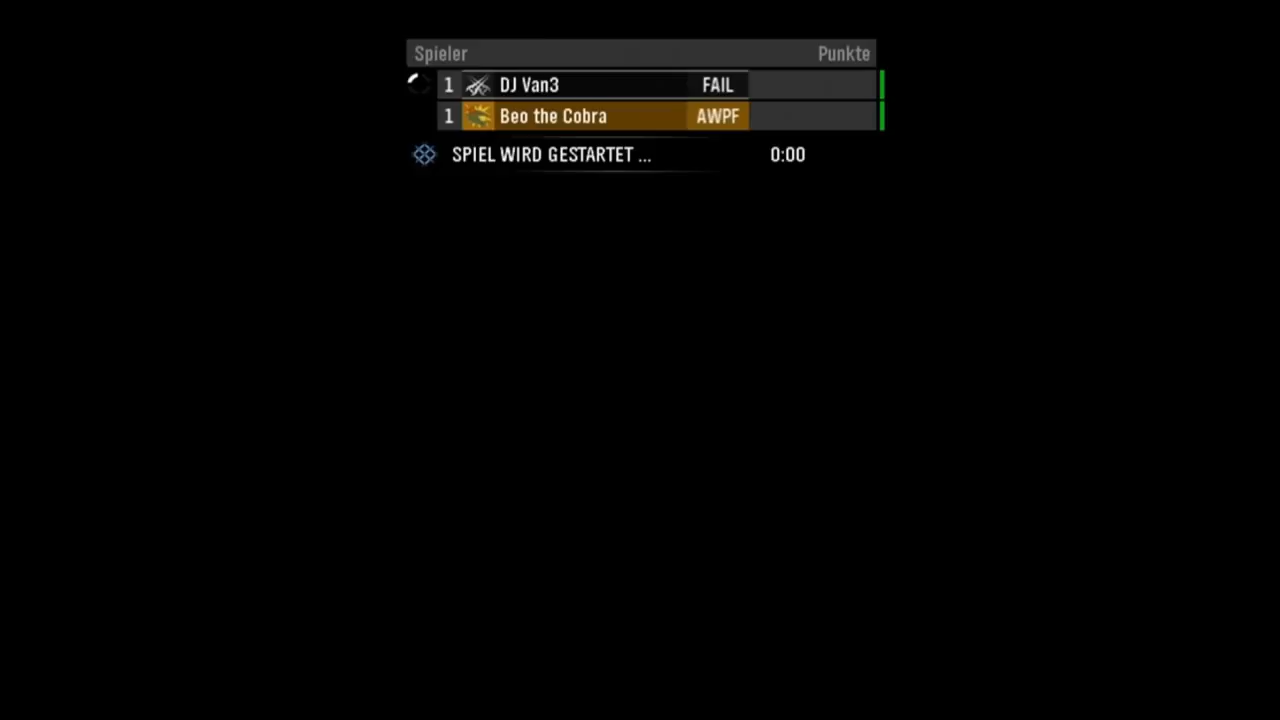 Spieler Punkte
1 DJ Van3 FAIL
1 Beo the Cobra AWPF
SPIEL WIRD GESTARTET ... 0:00